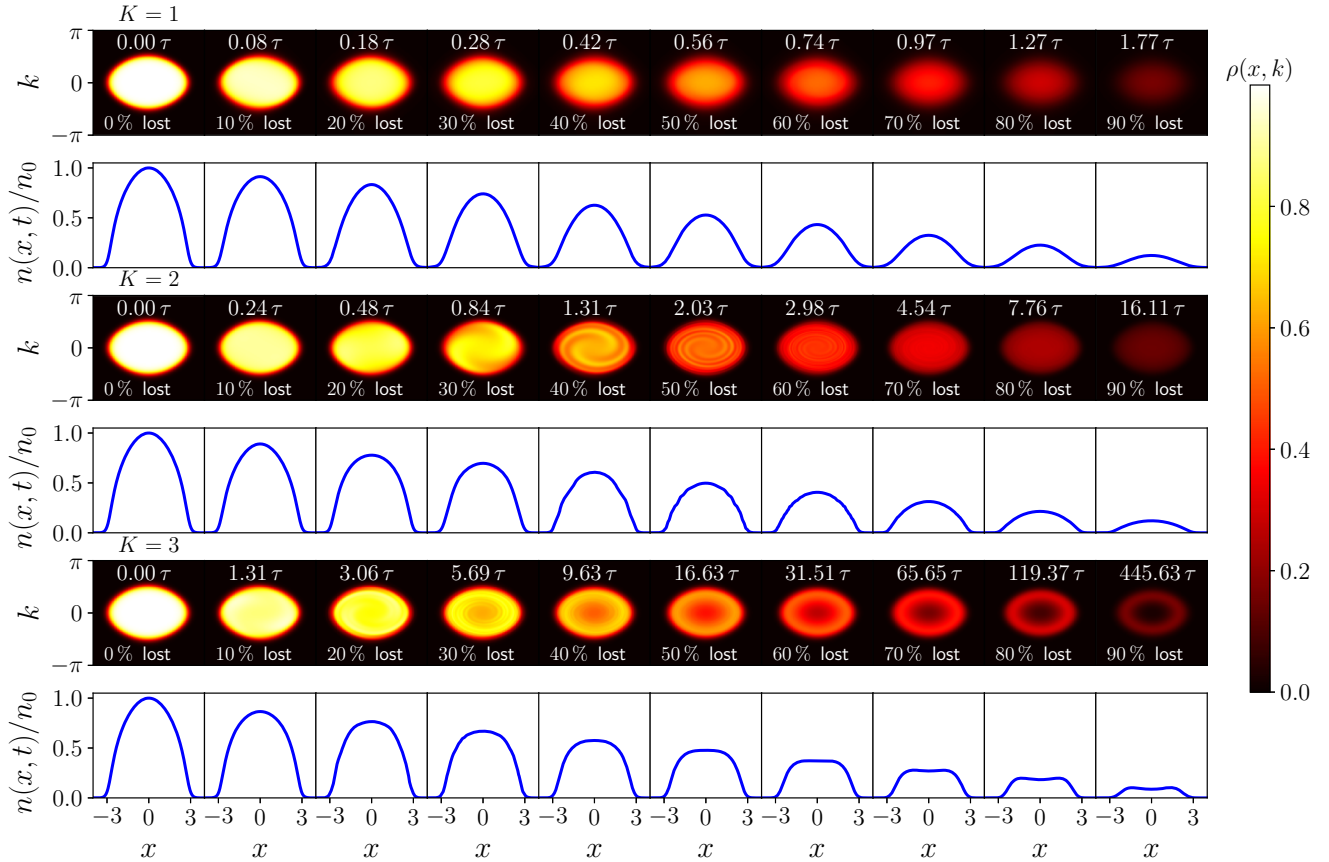 K = 1
π
0.00 τ 0.08 τ 0.18 τ 0.28 τ 0.42 τ 0.56 τ 0.74 τ 0.97 τ 1.27 τ 1.77 τ
k
0
0 % lost 10 % lost 20 % lost 30 % lost 40 % lost 50 % lost 60 % lost 70 % lost 80 % lost 90 % lost
−π
n(x, t)/n₀
1.0
0.5
0.0
K = 2
π
0.00 τ 0.24 τ 0.48 τ 0.84 τ 1.31 τ 2.03 τ 2.98 τ 4.54 τ 7.76 τ 16.11 τ
k
0
0 % lost 10 % lost 20 % lost 30 % lost 40 % lost 50 % lost 60 % lost 70 % lost 80 % lost 90 % lost
−π
n(x, t)/n₀
1.0
0.5
0.0
K = 3
π
0.00 τ 1.31 τ 3.06 τ 5.69 τ 9.63 τ 16.63 τ 31.51 τ 65.65 τ 119.37 τ 445.63 τ
k
0
0 % lost 10 % lost 20 % lost 30 % lost 40 % lost 50 % lost 60 % lost 70 % lost 80 % lost 90 % lost
−π
n(x, t)/n₀
1.0
0.5
0.0
−3 0 3 −3 0 3 −3 0 3 −3 0 3 −3 0 3 −3 0 3 −3 0 3 −3 0 3 −3 0 3 −3 0 3
x x x x x x x x x x
ρ(x, k)
0.8
0.6
0.4
0.2
0.0